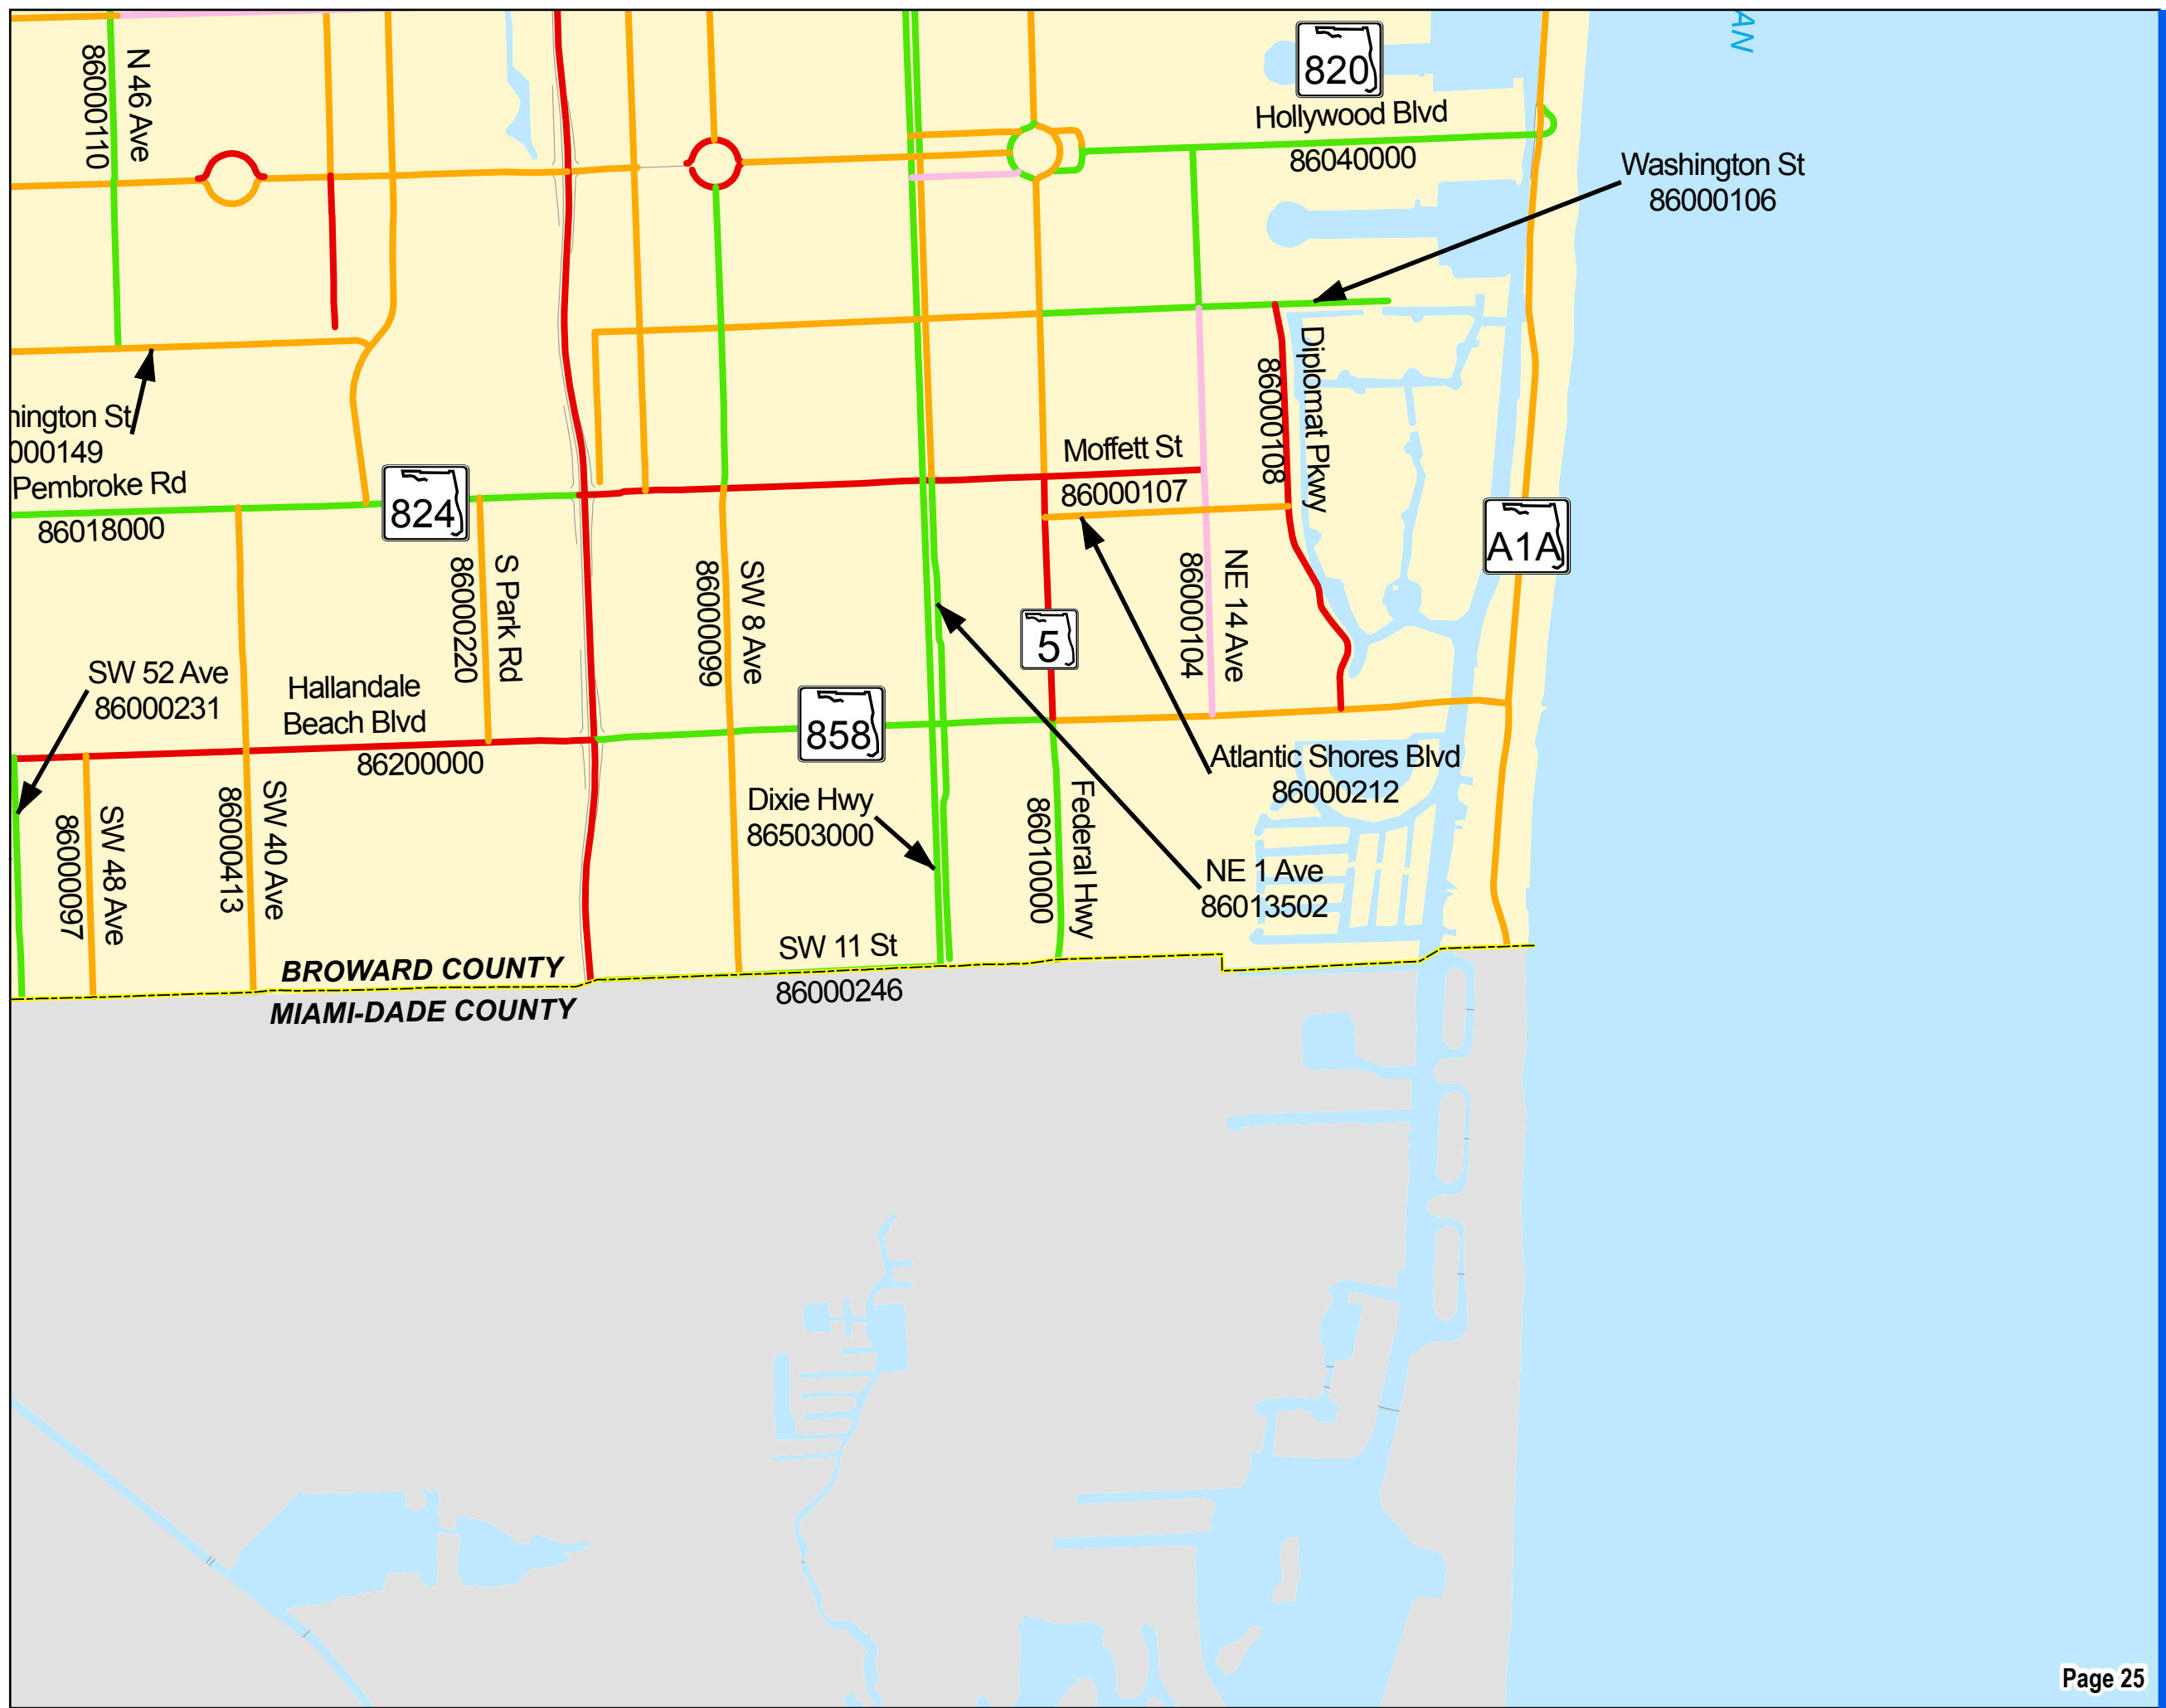 AN
820
Hollywood Blvd
86040000
N 46 Ave
86000110
Washington St
86000106
Diplomat Pkwy
86000108
hington St
000149
Pembroke Rd
86018000
824
Moffett St
86000107
A1A
S Park Rd
86000220
SW 8 Ave
86000099
NE 14 Ave
86000104
5
SW 52 Ave
86000231
Hallandale
Beach Blvd
86200000
858
Atlantic Shores Blvd
86000212
Dixie Hwy
86503000
Federal Hwy
86010000
SW 48 Ave
86000097
SW 40 Ave
86000413
NE 1 Ave
86013502
SW 11 St
86000246
BROWARD COUNTY
MIAMI-DADE COUNTY
Page 25